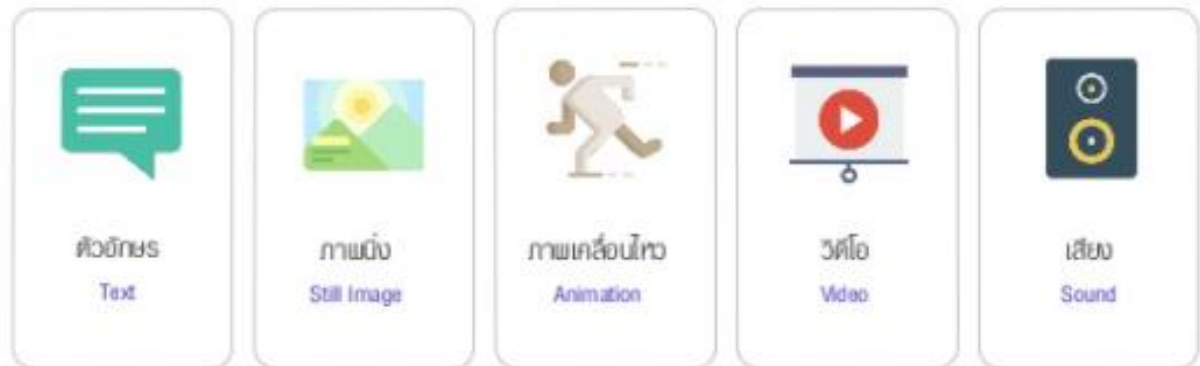 ตัวอักษร
Text
ภาพนิ่ง
Still Image
ภาพเคลื่อนไหว
Animation
วิดีโอ
Video
เสียง
Sound